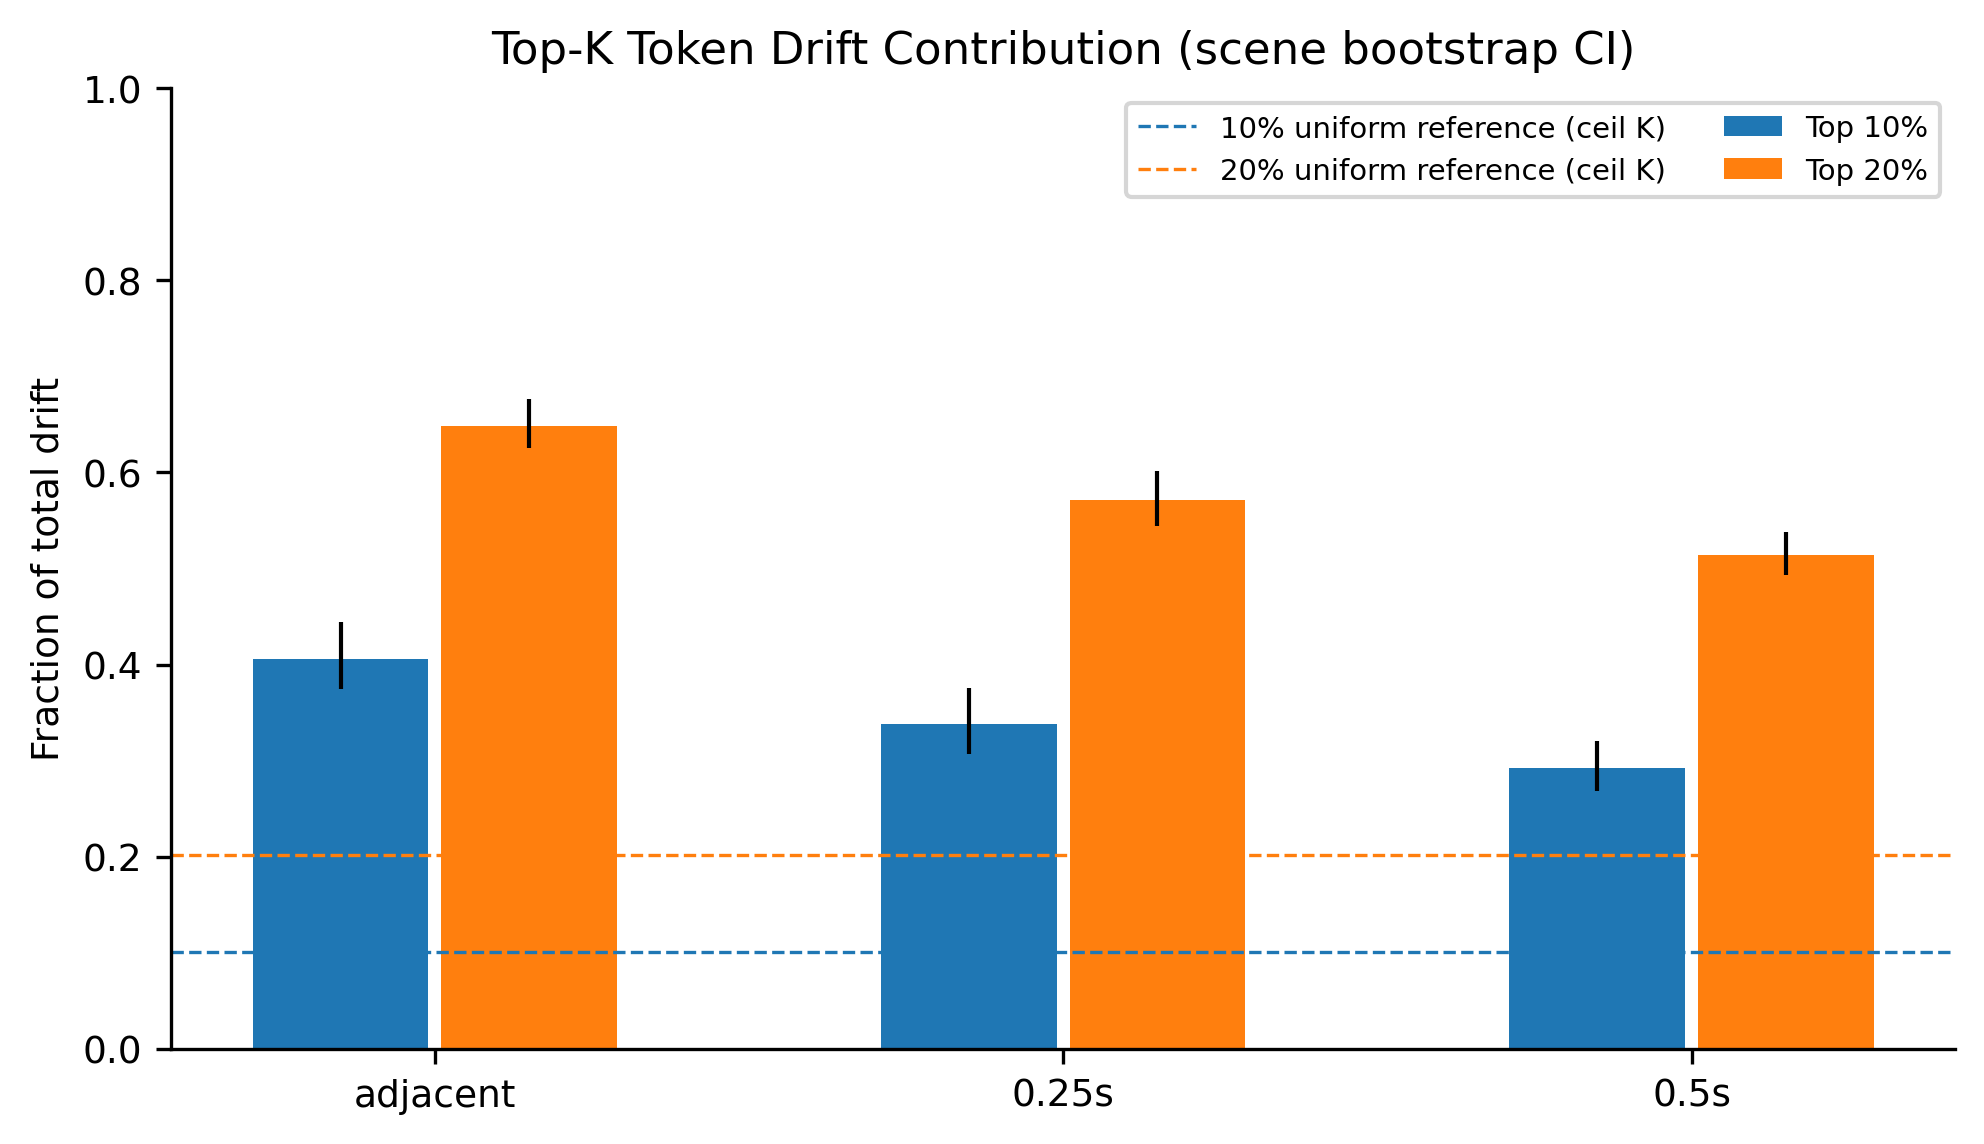 Top-K Token Drift Contribution (scene bootstrap CI)
10% uniform reference (ceil K)
20% uniform reference (ceil K)
Top 10%
Top 20%
Fraction of total drift
1.0
0.8
0.6
0.4
0.2
0.0
adjacent
0.25s
0.5s